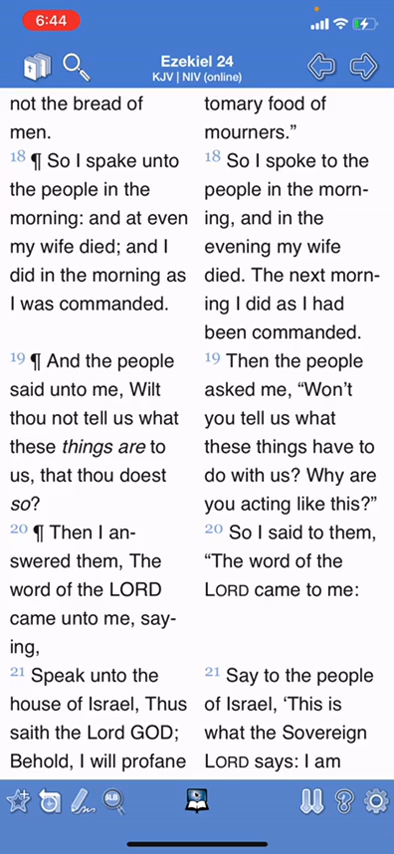 6:44
Ezekiel 24
KJV | NIV (online)
not the bread of
men.
18 ¶ So I spake unto
the people in the
morning: and at even
my wife died; and I
did in the morning as
I was commanded.
19 ¶ And the people
said unto me, Wilt
thou not tell us what
these things are to
us, that thou doest
so?
20 ¶ Then I an-
swered them, The
word of the LORD
came unto me, say-
ing,
21 Speak unto the
house of Israel, Thus
saith the Lord GOD;
Behold, I will profane
tomary food of
mourners.”
18 So I spoke to the
people in the morn-
ing, and in the
evening my wife
died. The next morn-
ing I did as I had
been commanded.
19 Then the people
asked me, “Won’t
you tell us what
these things have to
do with us? Why are
you acting like this?”
20 So I said to them,
“The word of the
LORD came to me:
21 Say to the people
of Israel, ‘This is
what the Sovereign
LORD says: I am